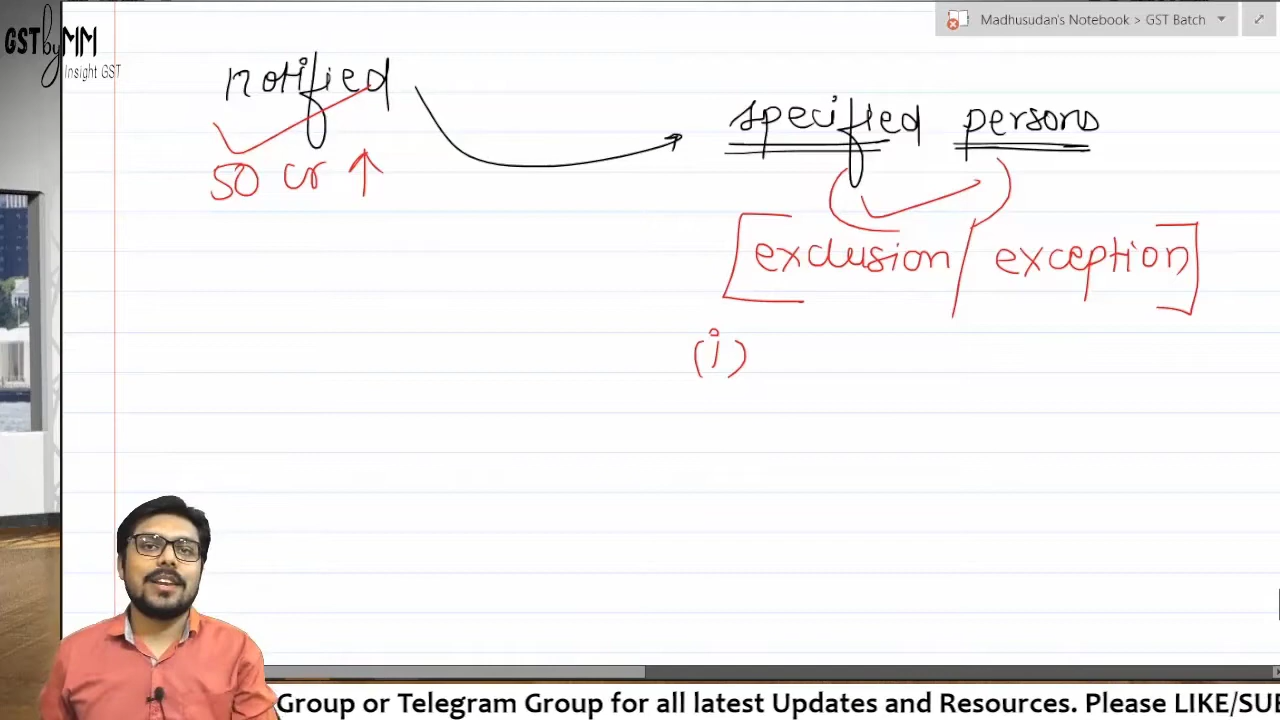 GST by MM
Insight GST
Madhusudan's Notebook > GST Batch
notified
specified persons
50 cr ↑
[exclusion / exception]
(i)
Group or Telegram Group for all latest Updates and Resources. Please LIKE/SUB